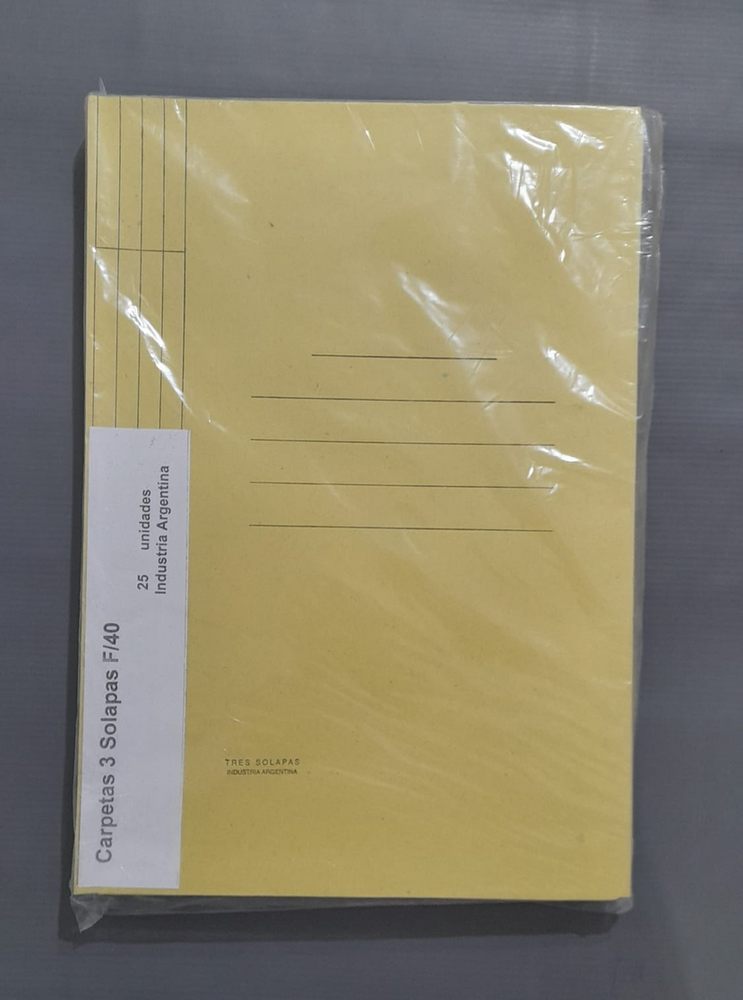 Carpetas 3 Solapas F/40
25 unidades
Industria Argentina
TRES SOLAPAS
INDUSTRIA ARGENTINA